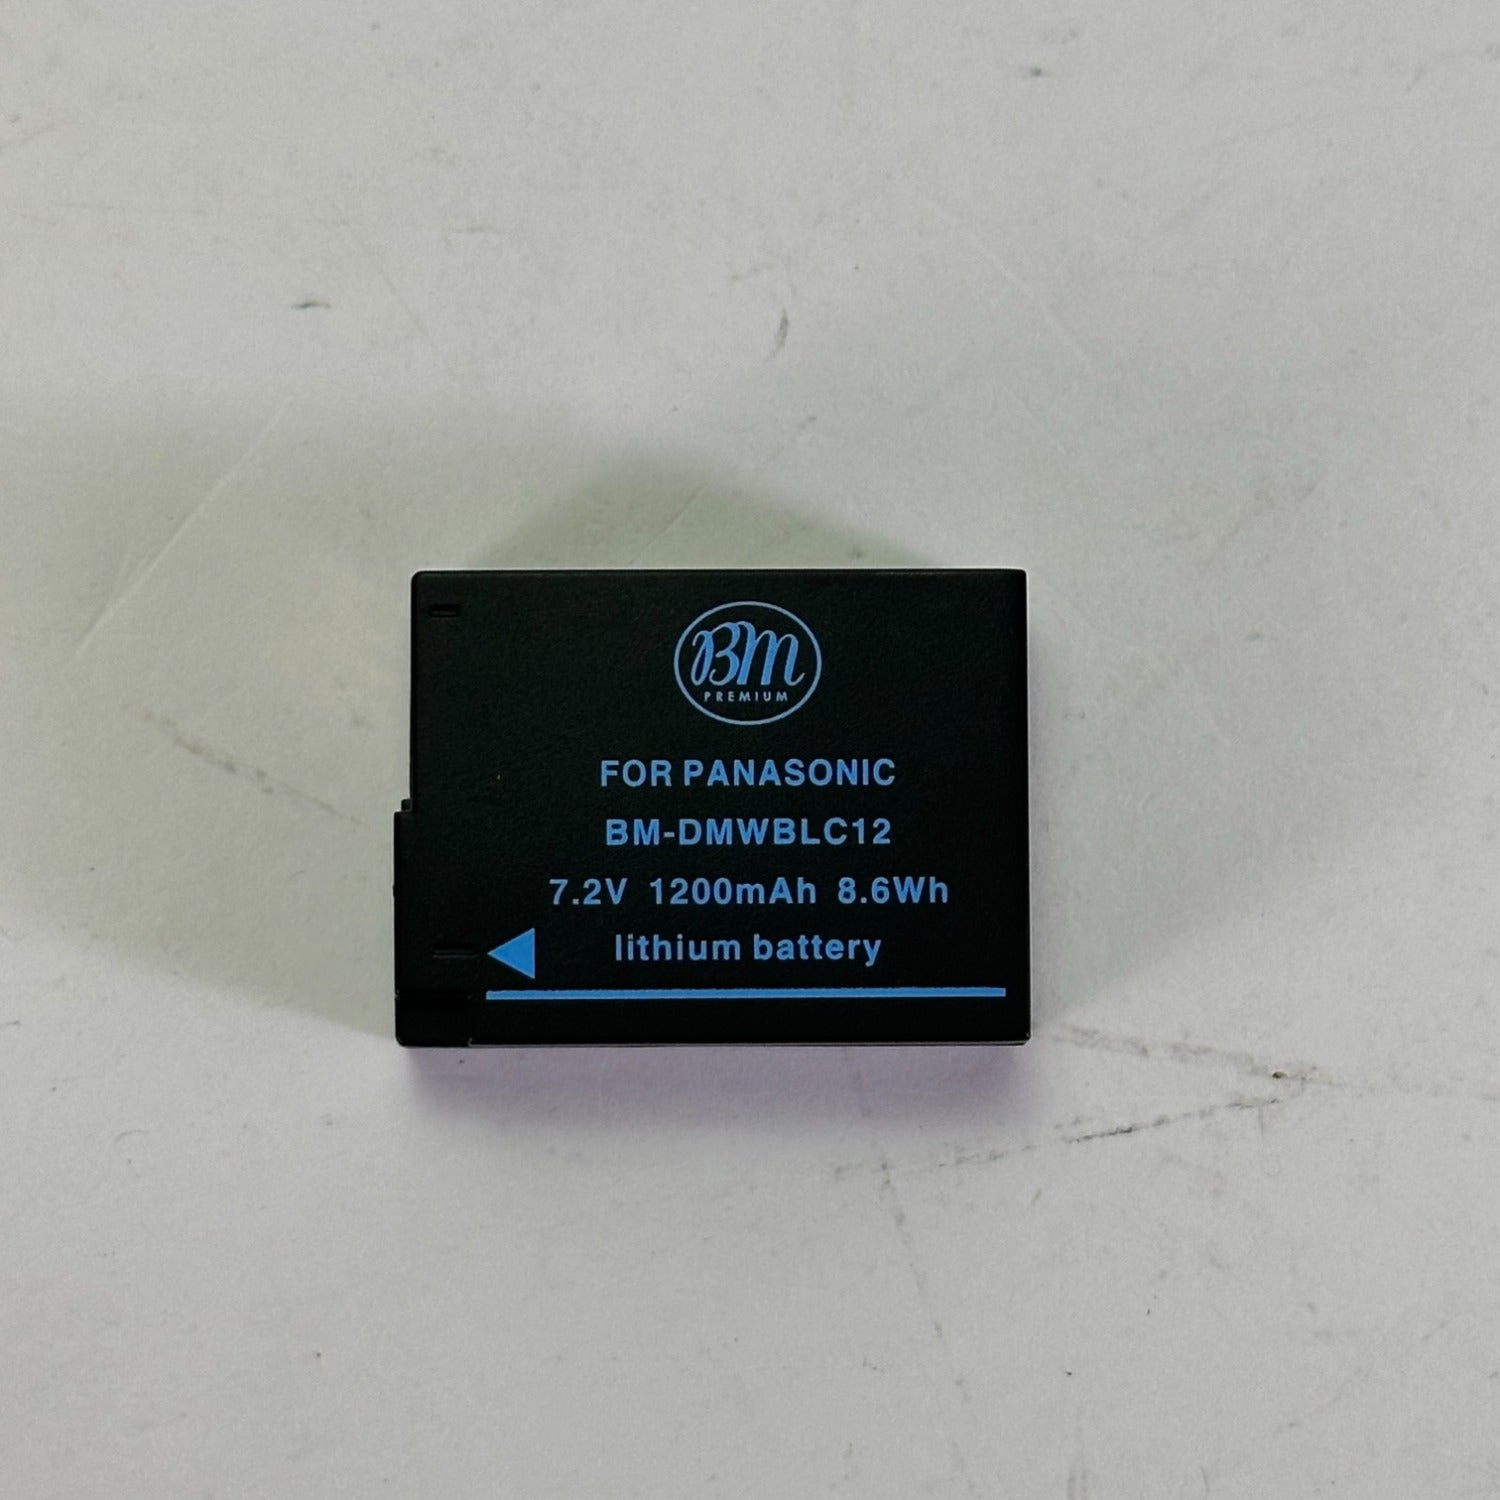 BM
PREMIUM
FOR PANASONIC
BM-DMWBLC12
7.2V 1200mAh 8.6Wh
lithium battery